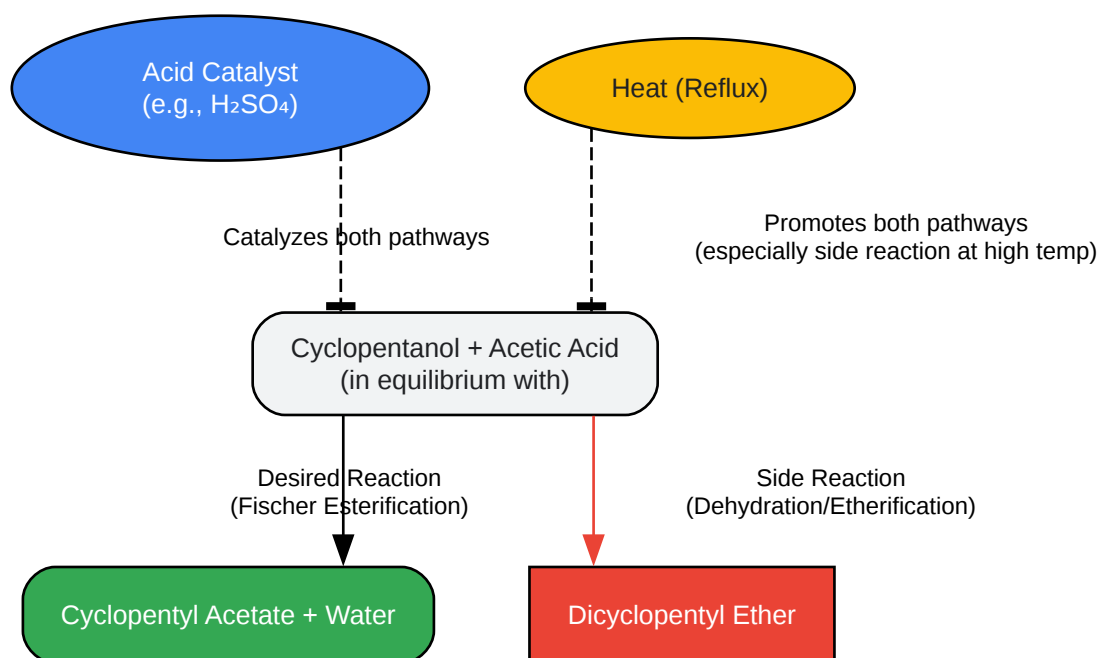 Acid Catalyst
(e.g., H₂SO₄)
Heat (Reflux)
Catalyzes both pathways
Promotes both pathways
(especially side reaction at high temp)
Cyclopentanol + Acetic Acid
(in equilibrium with)
Desired Reaction
(Fischer Esterification)
Side Reaction
(Dehydration/Etherification)
Cyclopentyl Acetate + Water
Dicyclopentyl Ether